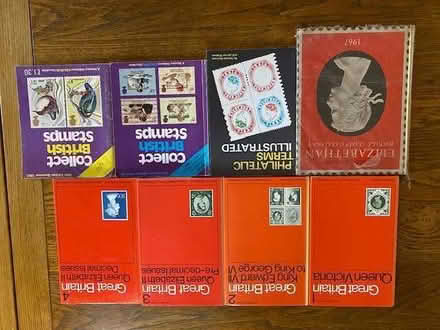 1
Great Britain
Queen Victoria
2
Great Britain
King Edward VII
to King George VI
3
Great Britain
Queen Elizabeth II
Pre-decimal Issues
4
Great Britain
Queen Elizabeth II
Decimal Issues
ELIZABETHAN
1967
PHILATELIC
TERMS
ILLUSTRATED
Collect
British
Stamps
Collect
British
Stamps
£1.30